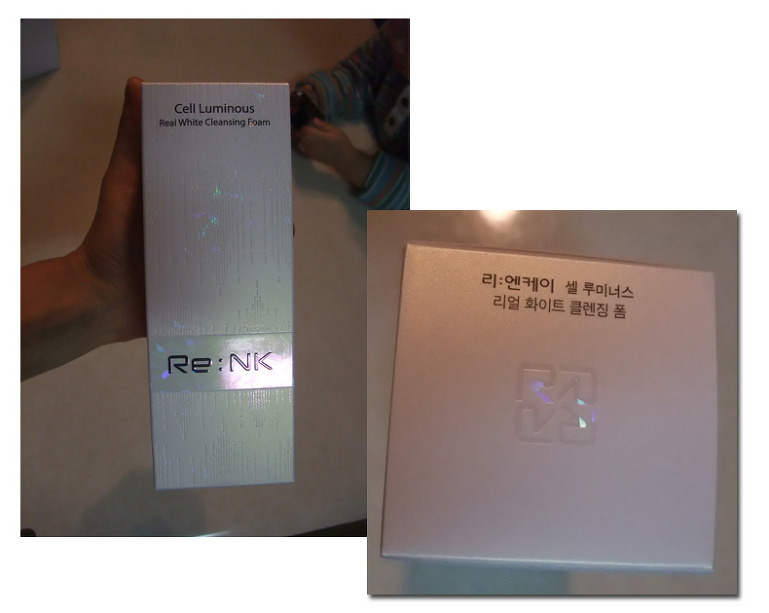 Cell Luminous
Real White Cleansing Foam
Re:NK
리:엔케이 셀 루미너스
리얼 화이트 클렌징 폼